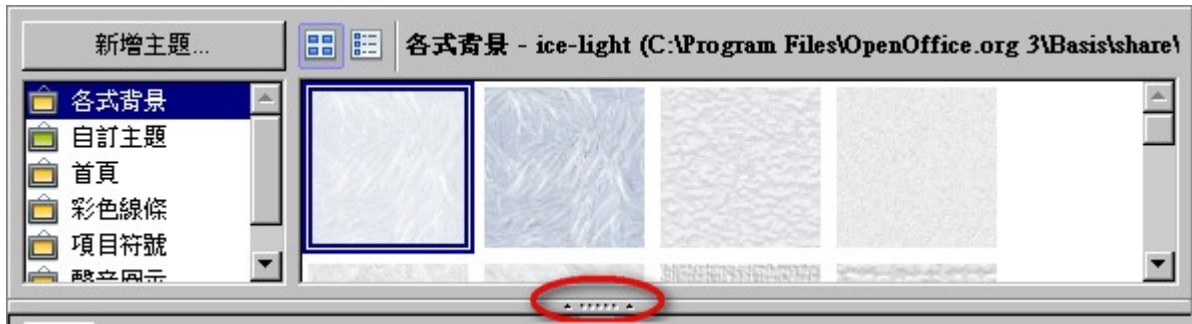 新增主題...
各式背景 - ice-light (C:\Program Files\OpenOffice.org 3\Basis\share\
各式背景
自訂主題
首頁
彩色線條
項目符號